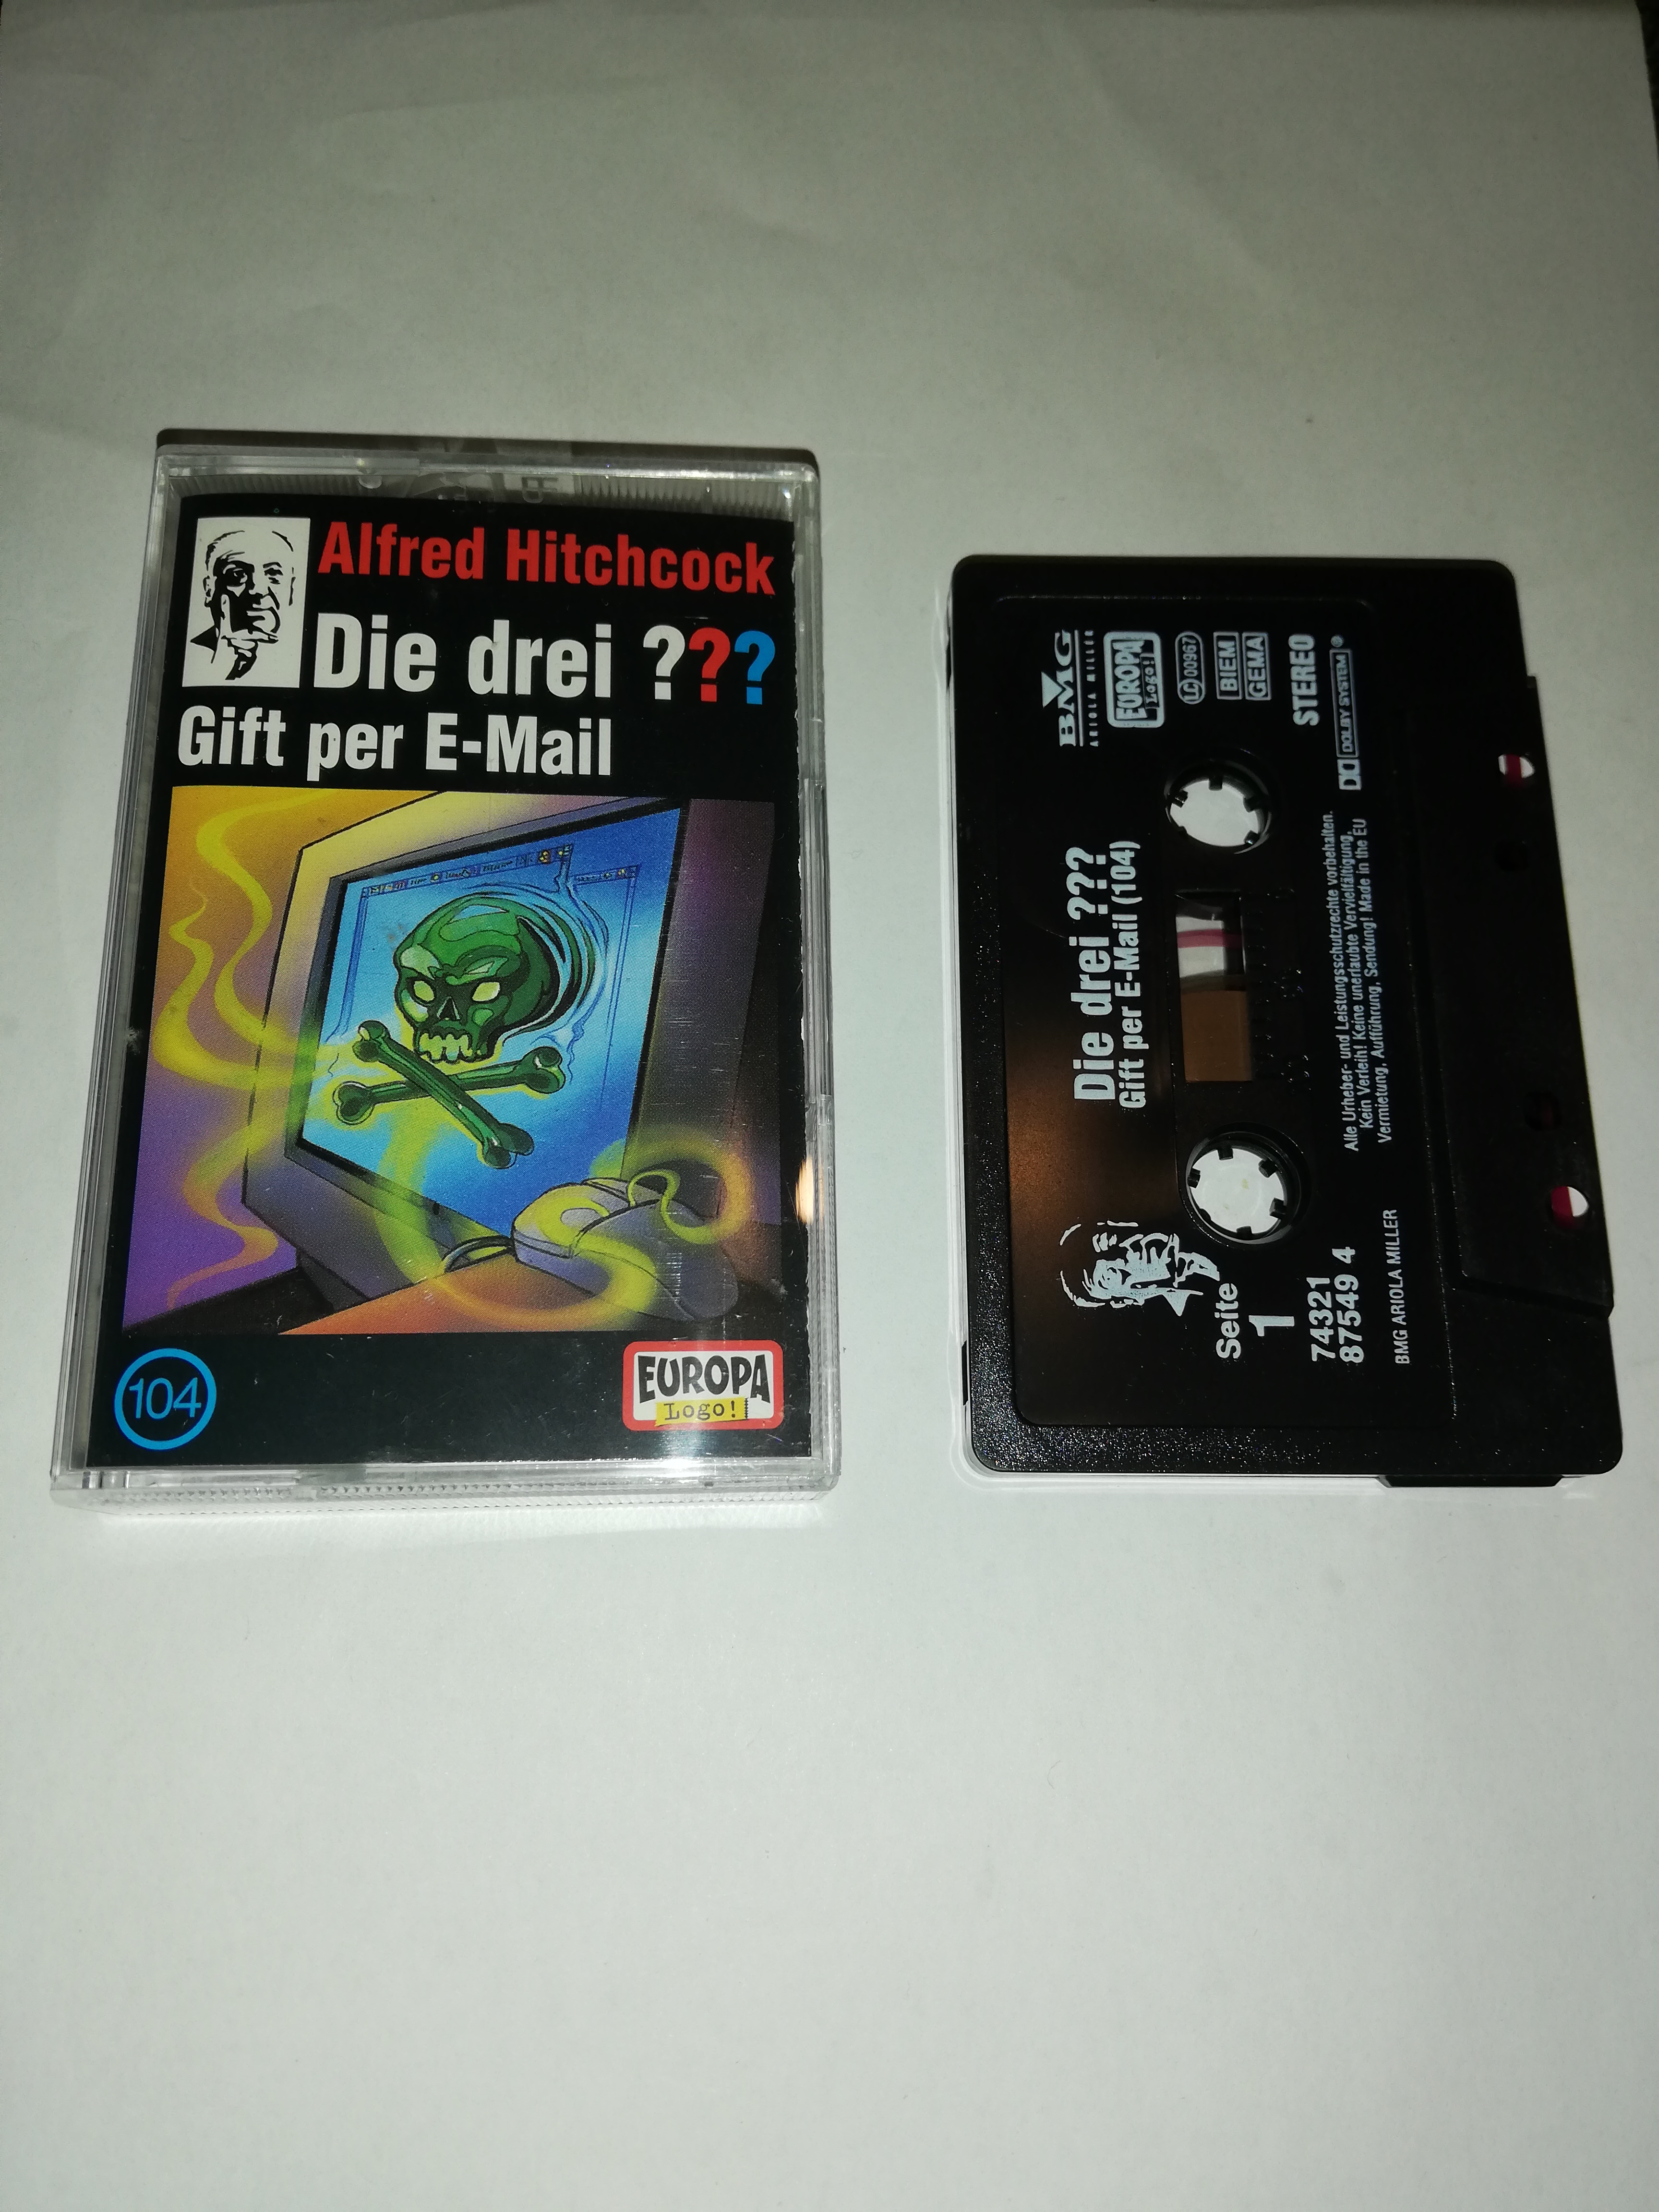 Alfred Hitchcock
Die drei ???
Gift per E-Mail
104
EUROPA
Logo!
BMG
ARIOLA MILLER
EUROPA
Logo!
LC 00967
BIEM
GEMA
STEREO
DOLBY SYSTEM
Die drei ???
Gift per E-Mail (104)
Alle Urheber- und Leistungsschutzrechte vorbehalten.
Kein Verleih! Keine unerlaubte Vervielfältigung,
Vermietung, Aufführung, Sendung! Made in the EU
Seite
1
74321
87549 4
BMG ARIOLA MILLER